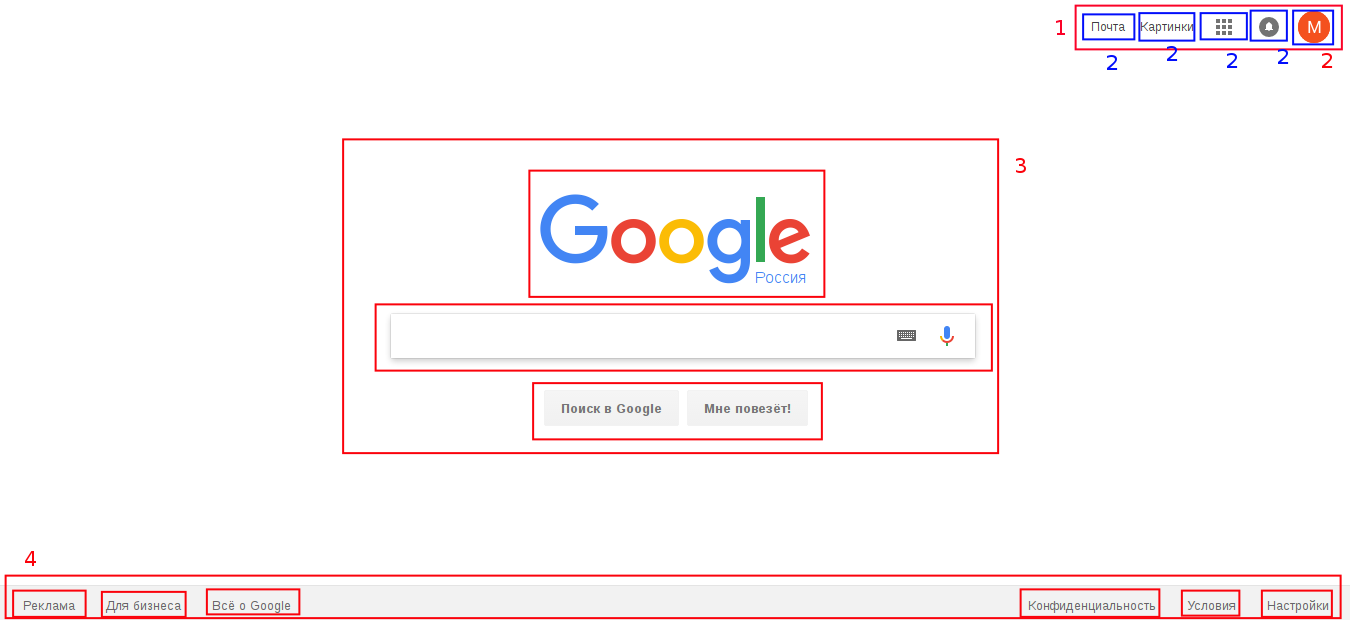 1 Почта Картинки M
2 2 2 2 2
3
Google
Россия
Поиск в Google Мне повезёт!
4
Реклама Для бизнеса Всё о Google Конфиденциальность Условия Настройки